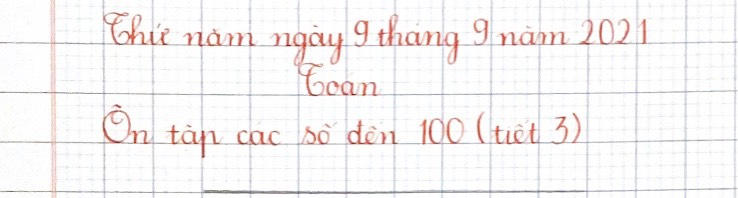 Thứ năm ngày 9 tháng 9 năm 2021
Toán
Ôn tập các số đến 100 (tiết 3)